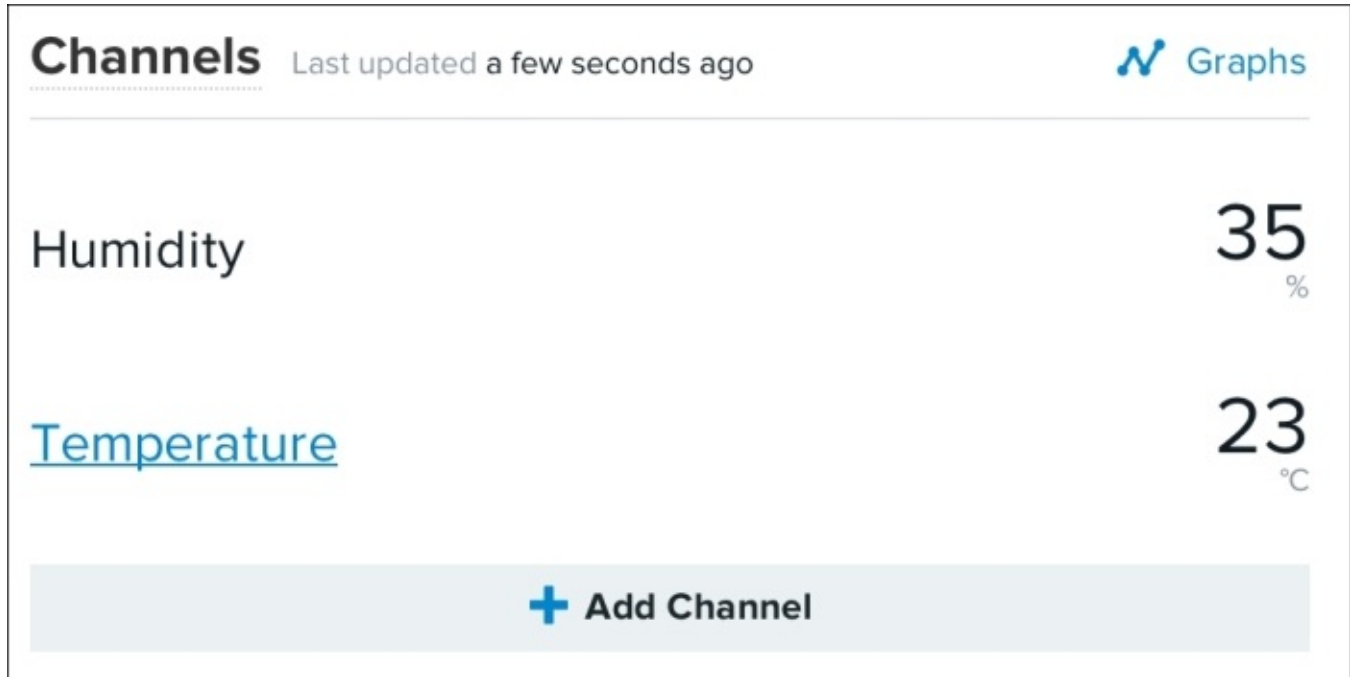 Channels Last updated a few seconds ago Graphs
Humidity 35
%
Temperature 23
°C
Add Channel